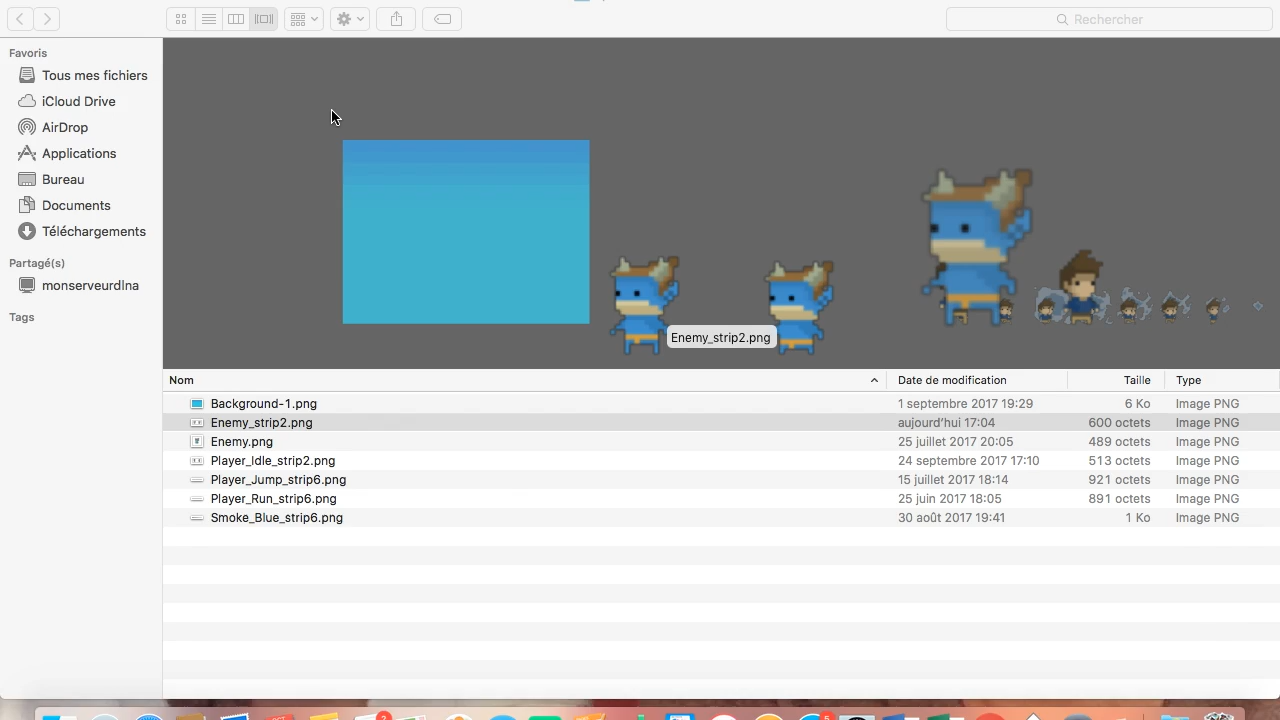 Rechercher
Favoris
Tous mes fichiers
iCloud Drive
AirDrop
Applications
Bureau
Documents
Téléchargements
Partagé(s)
monserveurdlna
Tags
Enemy_strip2.png
Nom Date de modification Taille Type
Background-1.png 1 septembre 2017 19:29 6 Ko Image PNG
Enemy_strip2.png aujourd'hui 17:04 600 octets Image PNG
Enemy.png 25 juillet 2017 20:05 489 octets Image PNG
Player_Idle_strip2.png 24 septembre 2017 17:10 513 octets Image PNG
Player_Jump_strip6.png 15 juillet 2017 18:14 921 octets Image PNG
Player_Run_strip6.png 25 juin 2017 18:05 891 octets Image PNG
Smoke_Blue_strip6.png 30 août 2017 19:41 1 Ko Image PNG